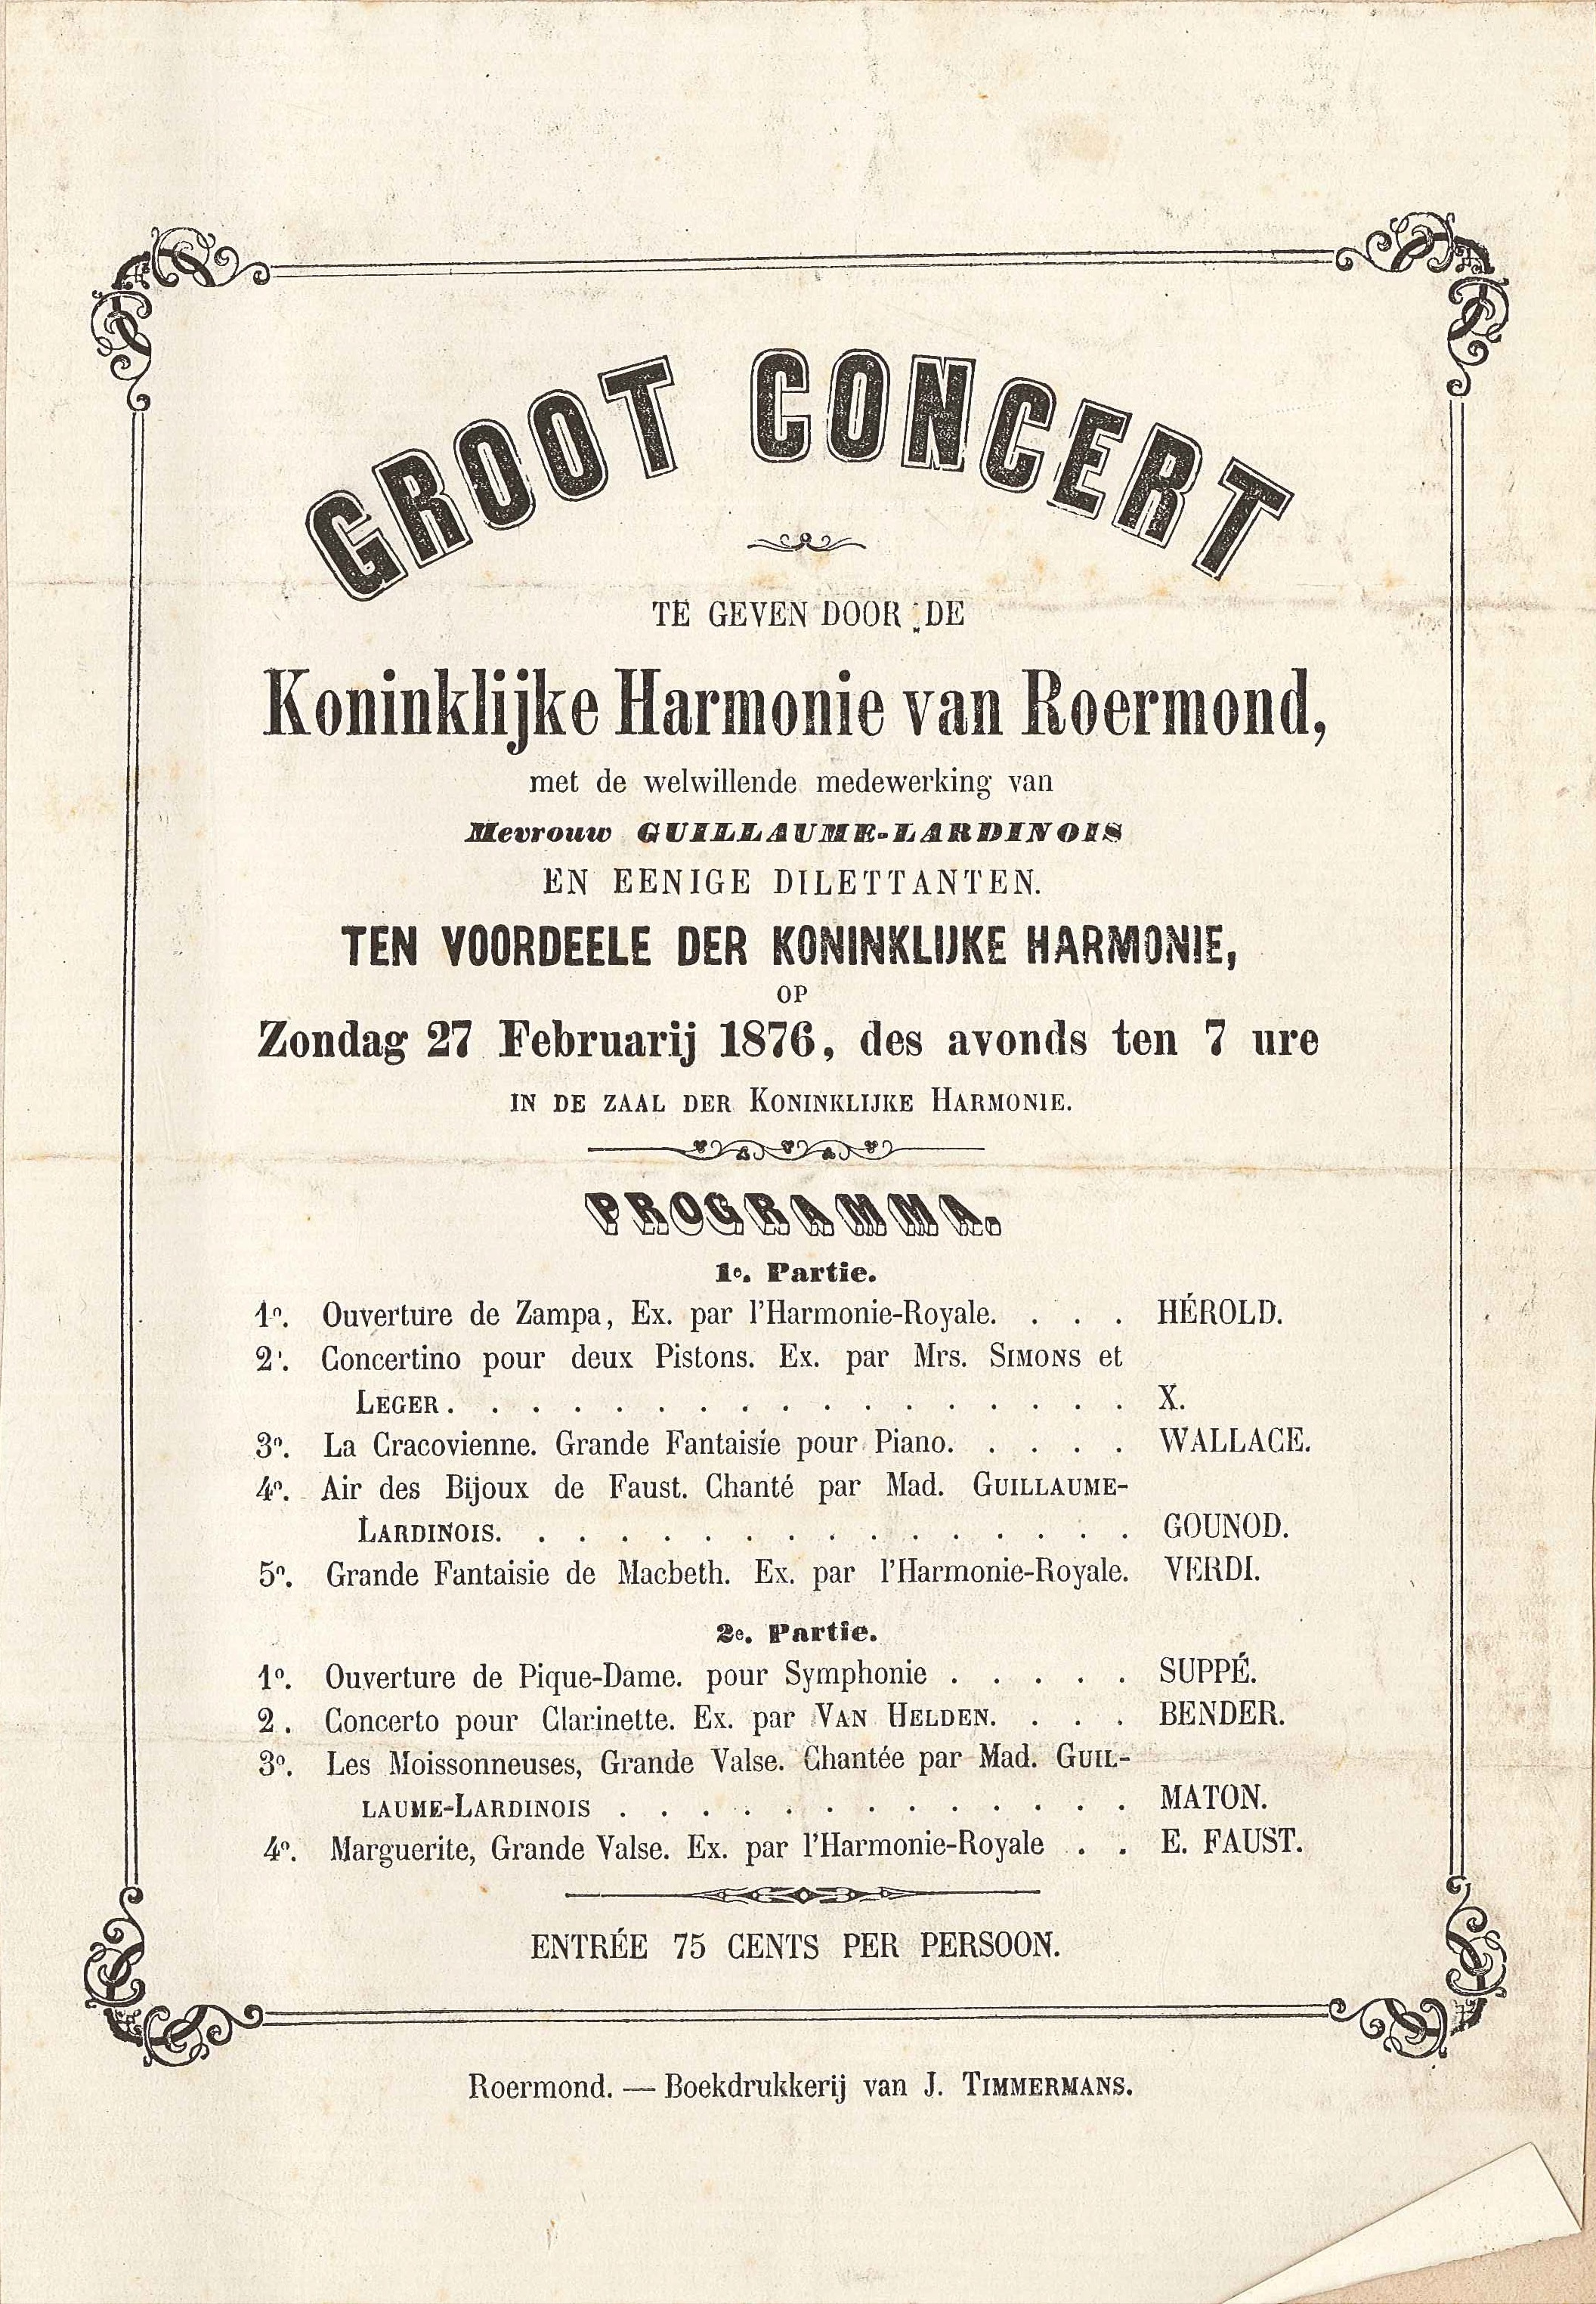 GROOT CONCERT
TE GEVEN DOOR DE
Koninklijke Harmonie van Roermond,
met de welwillende medewerking van
Mevrouw GUILLAUME-LARDINOIS
EN EENIGE DILETTANTEN.
TEN VOORDEELE DER KONINKLIJKE HARMONIE,
OP
Zondag 27 Februarij 1876, des avonds ten 7 ure
IN DE ZAAL DER KONINKLIJKE HARMONIE.
PROGRAMMA.
1e. Partie.
1o. Ouverture de Zampa, Ex. par l'Harmonie-Royale. . . . HÉROLD.
2'. Concertino pour deux Pistons. Ex. par Mrs. SIMONS et
LEGER . . . . . . . . . . . . . . . . . X.
3o. La Cracovienne. Grande Fantaisie pour Piano. . . . . WALLACE.
4o. Air des Bijoux de Faust. Chanté par Mad. GUILLAUME-
LARDINOIS. . . . . . . . . . . . . . . . GOUNOD.
5o. Grande Fantaisie de Macbeth. Ex. par l'Harmonie-Royale. VERDI.
2e. Partie.
1o. Ouverture de Pique-Dame. pour Symphonie . . . . . SUPPÉ.
2 . Concerto pour Clarinette. Ex. par VAN HELDEN. . . . BENDER.
3o. Les Moissonneuses, Grande Valse. Chantée par Mad. GUIL-
LAUME-LARDINOIS . . . . . . . . . . . . . MATON.
4o. Marguerite, Grande Valse. Ex. par l'Harmonie-Royale . . E. FAUST.
ENTRÉE 75 CENTS PER PERSOON.
Roermond. — Boekdrukkerij van J. TIMMERMANS.